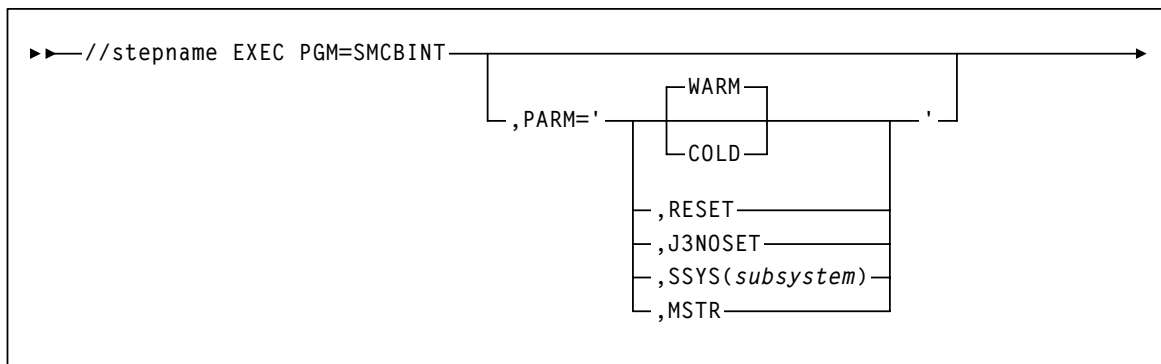 //stepname EXEC PGM=SMCBINT
WARM
,PARM=' '
COLD
,RESET
,J3NOSET
,SSYS(subsystem)
,MSTR